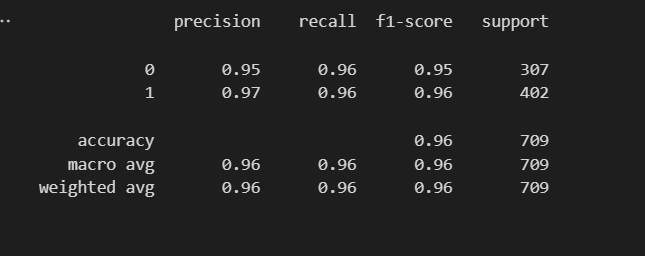 ..
precision recall f1-score support
0 0.95 0.96 0.95 307
1 0.97 0.96 0.96 402
accuracy 0.96 709
macro avg 0.96 0.96 0.96 709
weighted avg 0.96 0.96 0.96 709